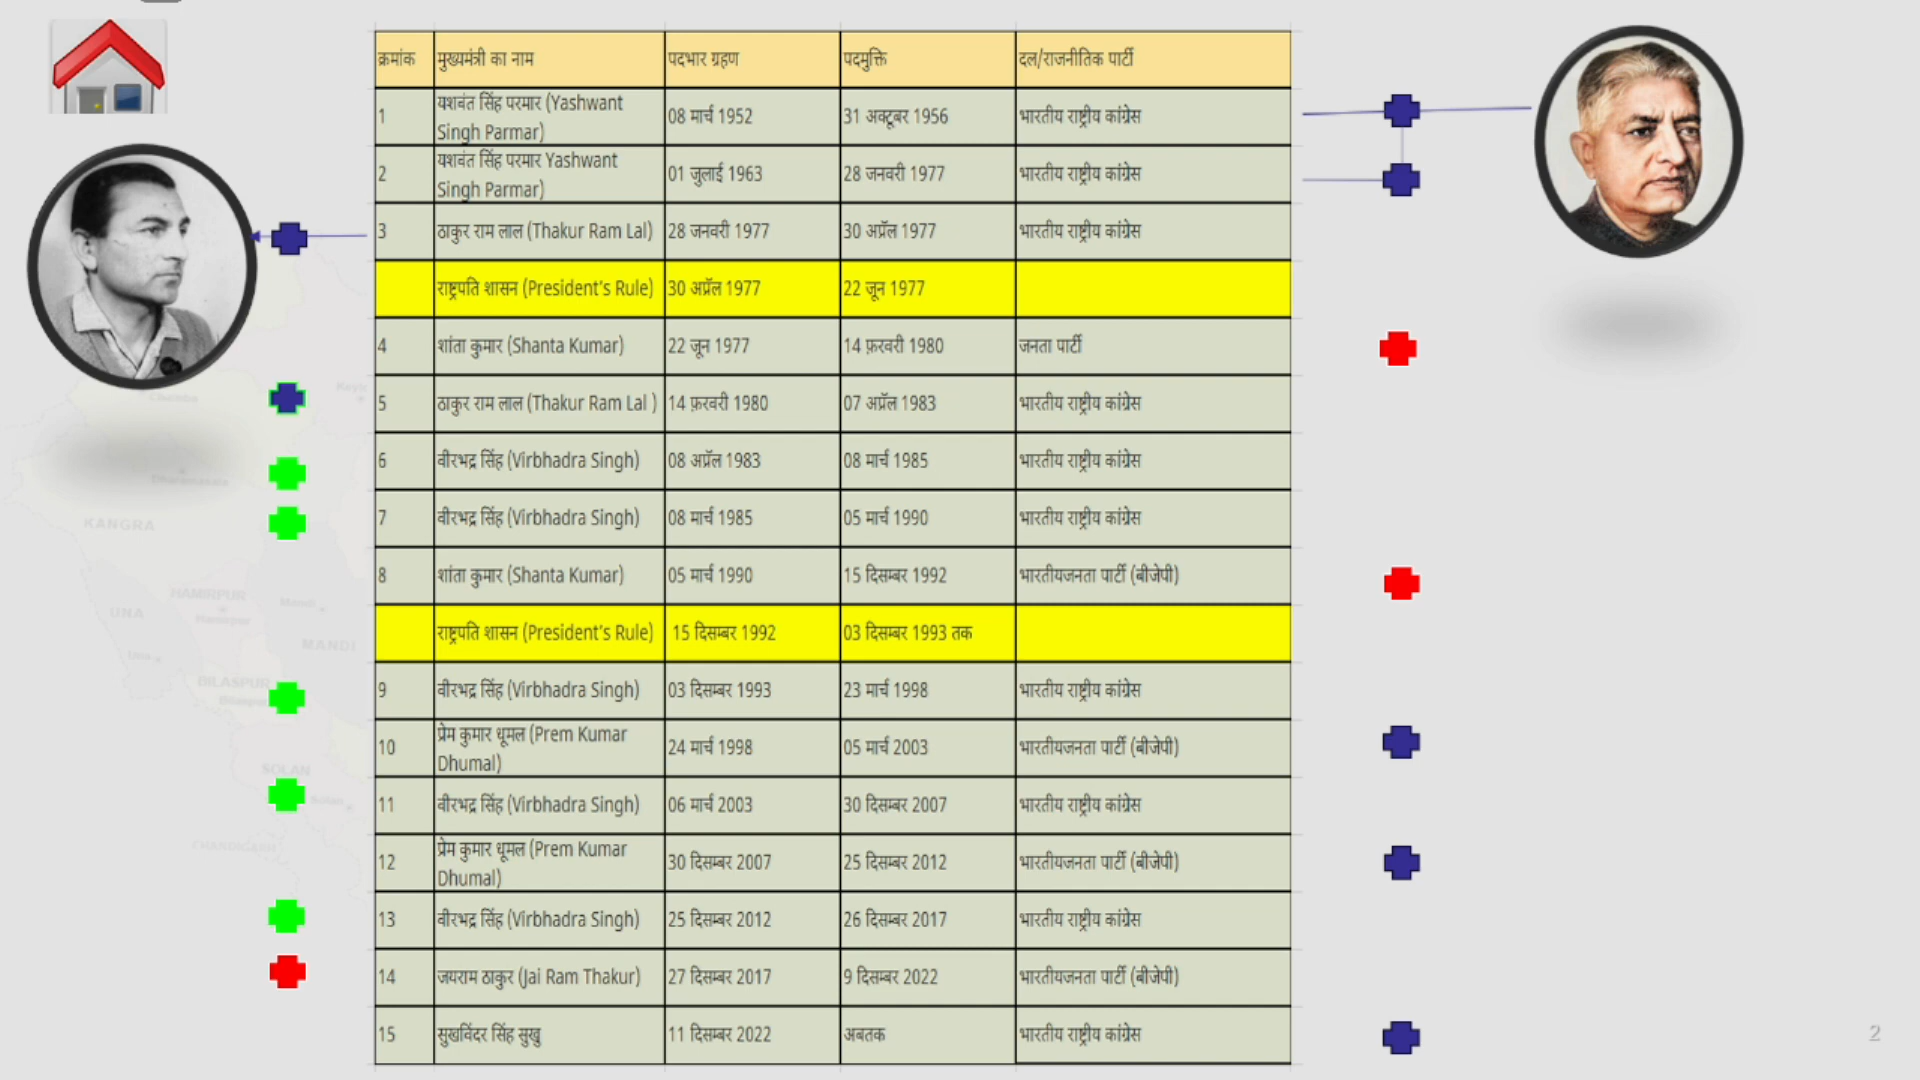 क्रमांक मुख्यमंत्री का नाम पदभार ग्रहण पदमुक्ति दल/राजनीतिक पार्टी
1 यशवंत सिंह परमार (Yashwant Singh Parmar) 08 मार्च 1952 31 अक्टूबर 1956 भारतीय राष्ट्रीय कांग्रेस
2 यशवंत सिंह परमार Yashwant Singh Parmar) 01 जुलाई 1963 28 जनवरी 1977 भारतीय राष्ट्रीय कांग्रेस
3 ठाकुर राम लाल (Thakur Ram Lal) 28 जनवरी 1977 30 अप्रॅल 1977 भारतीय राष्ट्रीय कांग्रेस
राष्ट्रपति शासन (President's Rule) 30 अप्रॅल 1977 22 जून 1977
4 शांता कुमार (Shanta Kumar) 22 जून 1977 14 फ़रवरी 1980 जनता पार्टी
5 ठाकुर राम लाल (Thakur Ram Lal ) 14 फ़रवरी 1980 07 अप्रॅल 1983 भारतीय राष्ट्रीय कांग्रेस
6 वीरभद्र सिंह (Virbhadra Singh) 08 अप्रॅल 1983 08 मार्च 1985 भारतीय राष्ट्रीय कांग्रेस
7 वीरभद्र सिंह (Virbhadra Singh) 08 मार्च 1985 05 मार्च 1990 भारतीय राष्ट्रीय कांग्रेस
8 शांता कुमार (Shanta Kumar) 05 मार्च 1990 15 दिसम्बर 1992 भारतीयजनता पार्टी (बीजेपी)
राष्ट्रपति शासन (President's Rule) 15 दिसम्बर 1992 03 दिसम्बर 1993 तक
9 वीरभद्र सिंह (Virbhadra Singh) 03 दिसम्बर 1993 23 मार्च 1998 भारतीय राष्ट्रीय कांग्रेस
10 प्रेम कुमार धूमल (Prem Kumar Dhumal) 24 मार्च 1998 05 मार्च 2003 भारतीयजनता पार्टी (बीजेपी)
11 वीरभद्र सिंह (Virbhadra Singh) 06 मार्च 2003 30 दिसम्बर 2007 भारतीय राष्ट्रीय कांग्रेस
12 प्रेम कुमार धूमल (Prem Kumar Dhumal) 30 दिसम्बर 2007 25 दिसम्बर 2012 भारतीयजनता पार्टी (बीजेपी)
13 वीरभद्र सिंह (Virbhadra Singh) 25 दिसम्बर 2012 26 दिसम्बर 2017 भारतीय राष्ट्रीय कांग्रेस
14 जयराम ठाकुर (Jai Ram Thakur) 27 दिसम्बर 2017 9 दिसम्बर 2022 भारतीयजनता पार्टी (बीजेपी)
15 सुखविंदर सिंह सुखु 11 दिसम्बर 2022 अबतक भारतीय राष्ट्रीय कांग्रेस
Chamba
KANGRA
HAMIRPUR
UNA
MANDI
BILASPUR
SOLAN
CHANDIGARH
2